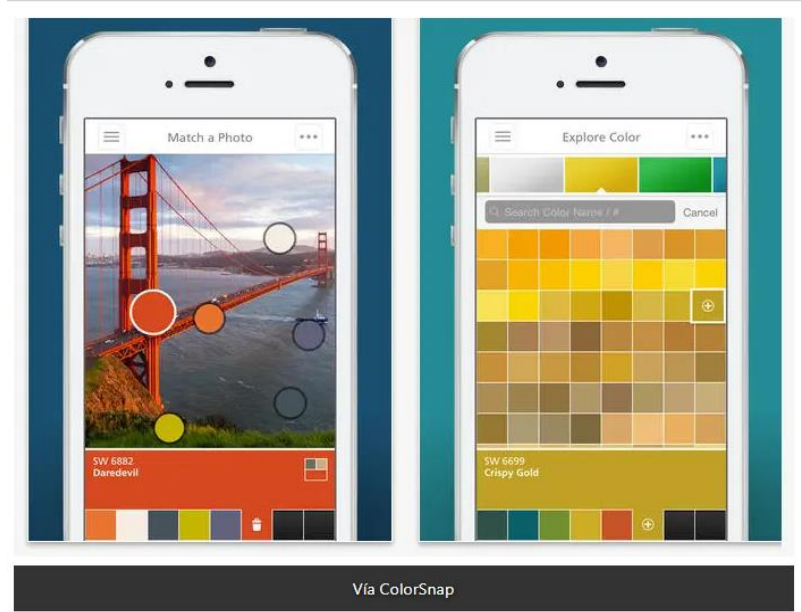 Match a Photo
SW 6882
Daredevil
Explore Color
Search Color Name / #
Cancel
SW 6699
Crispy Gold
Vía ColorSnap